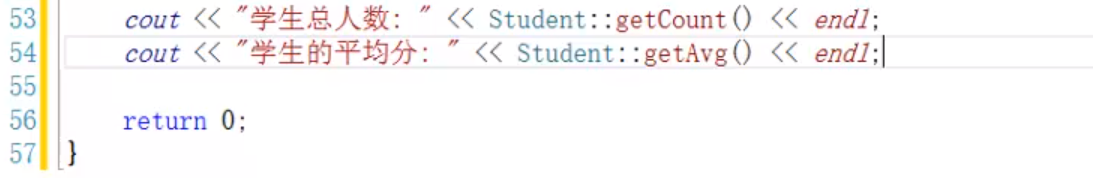 53 cout << "学生总人数: " << Student::getCount() << endl;
54 cout << "学生的平均分: " << Student::getAvg() << endl;
55
56 return 0;
57 }